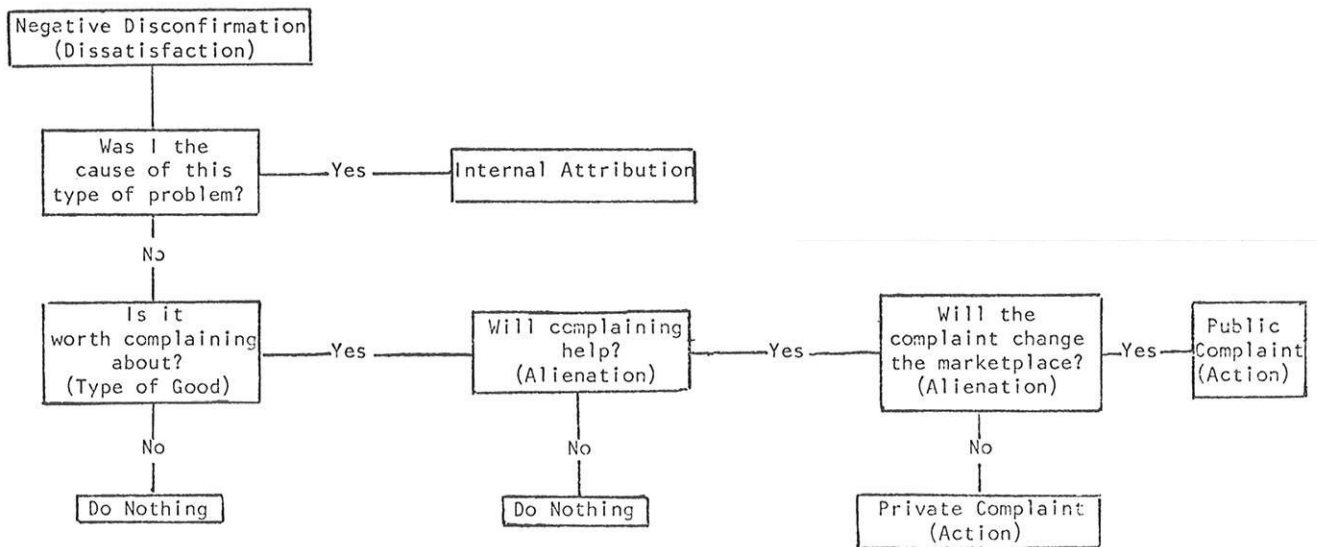 Negative Disconfirmation
(Dissatisfaction)
Was I the
cause of this
type of problem?
Yes
Internal Attribution
No
Is it
worth complaining
about?
(Type of Good)
Yes
Will complaining
help?
(Alienation)
Yes
Will the
complaint change
the marketplace?
(Alienation)
Yes
Public
Complaint
(Action)
No
Do Nothing
No
Do Nothing
No
Private Complaint
(Action)